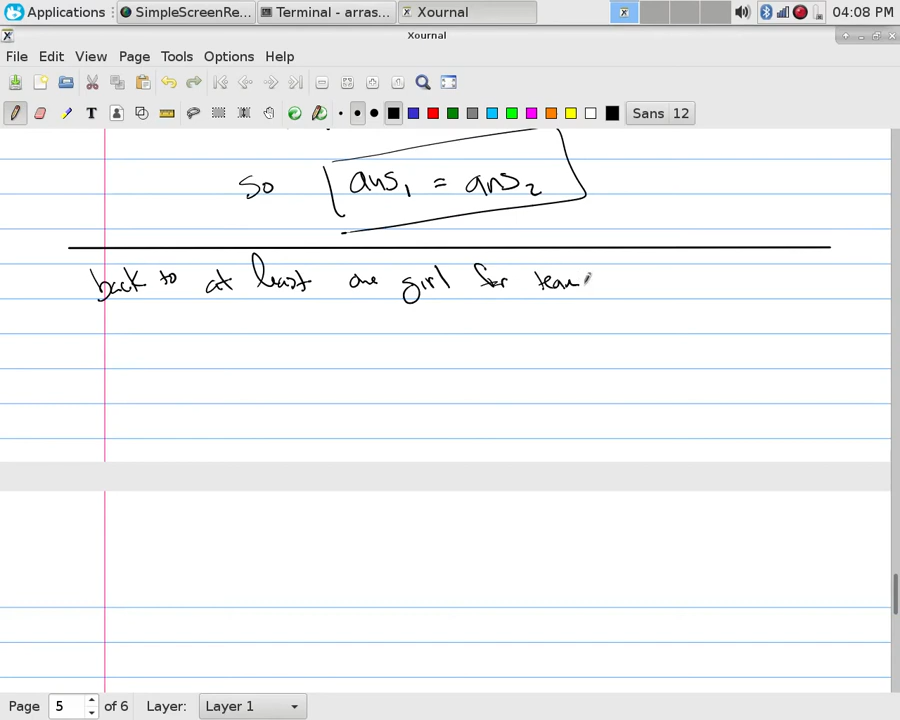 Applications SimpleScreenRe... Terminal - arras... Xournal 04:08 PM
Xournal
File Edit View Page Tools Options Help
Sans 12
so ans₁ = ans₂
back to at least one girl for team
Page 5 of 6 Layer: Layer 1